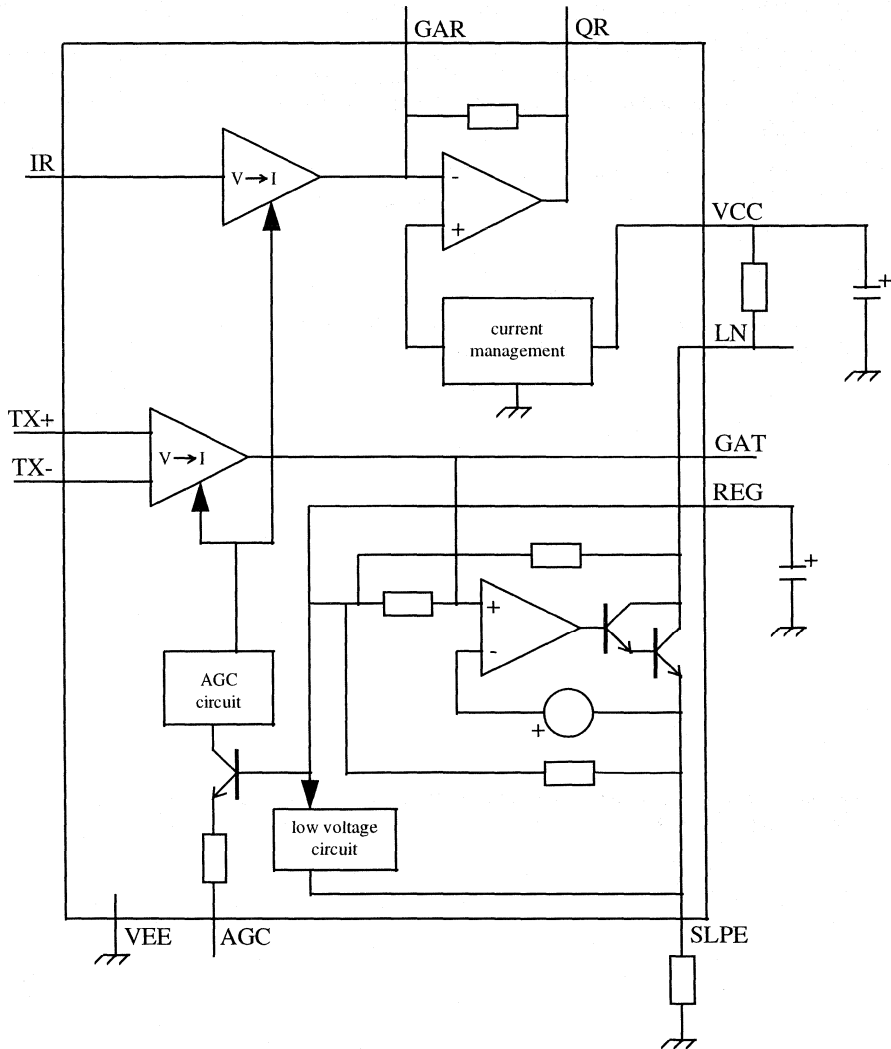 GAR
QR
IR
V→I
-
+
VCC
+
current
management
LN
TX+
V→I
TX-
GAT
REG
+
+
-
AGC
circuit
+
low voltage
circuit
VEE
AGC
SLPE